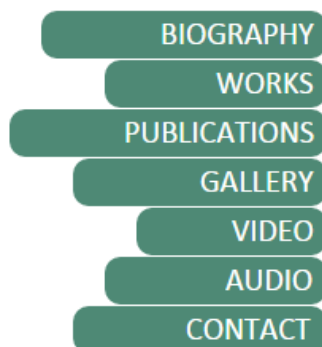 BIOGRAPHY
WORKS
PUBLICATIONS
GALLERY
VIDEO
AUDIO
CONTACT